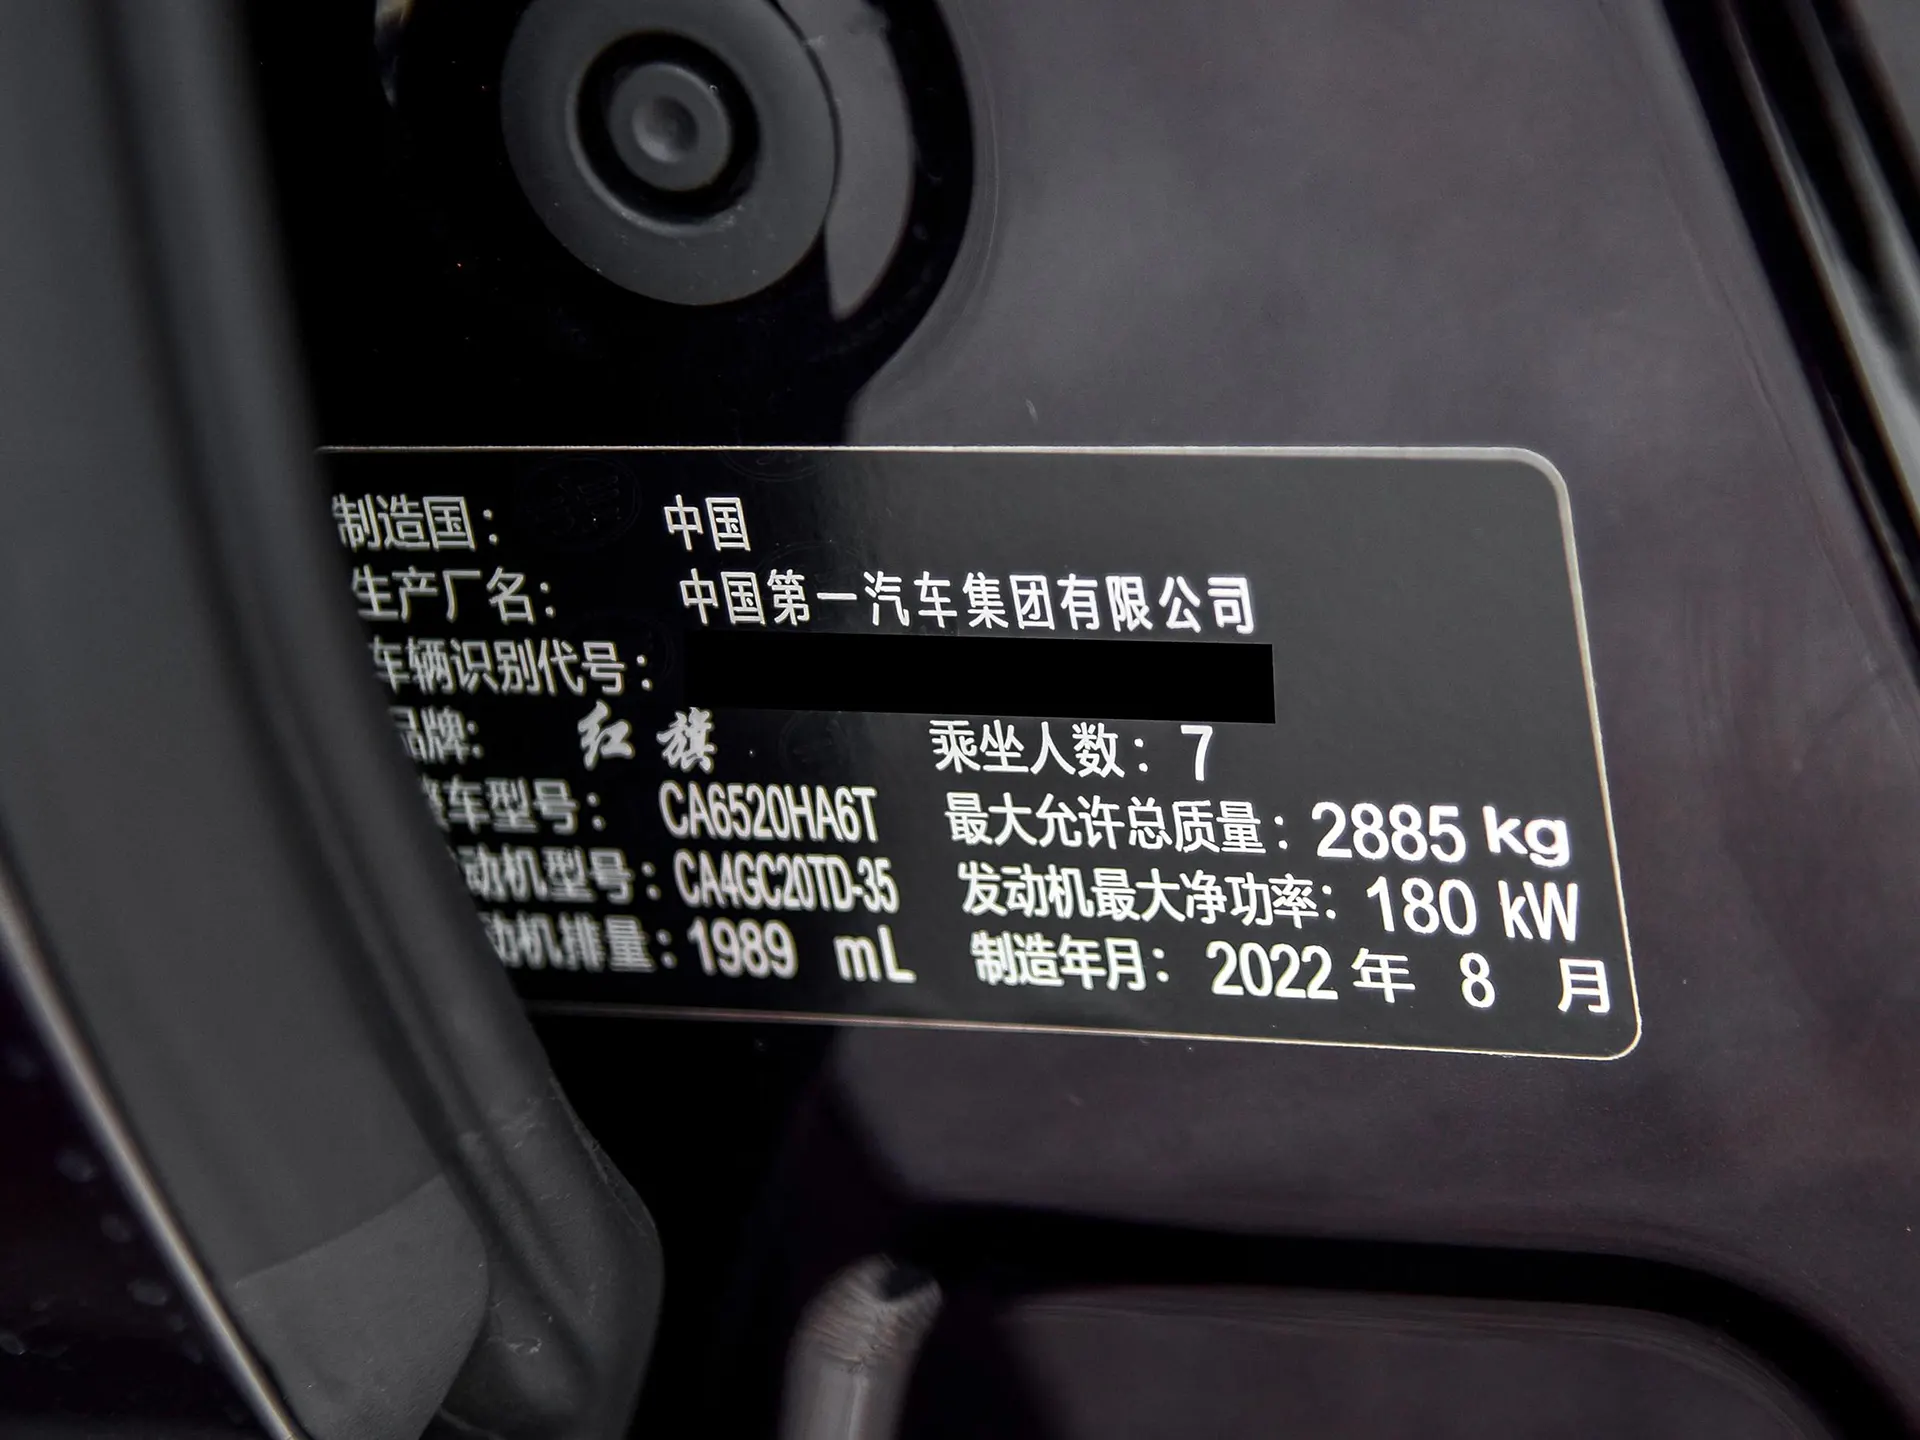 制造国： 中国
生产厂名： 中国第一汽车集团有限公司
车辆识别代号：
品牌: 红旗 乘坐人数：7
整车型号： CA6520HA6T 最大允许总质量：2885 kg
动机型号：CA4GC20TD-35 发动机最大净功率：180 kW
动机排量：1989 mL 制造年月：2022 年 8 月